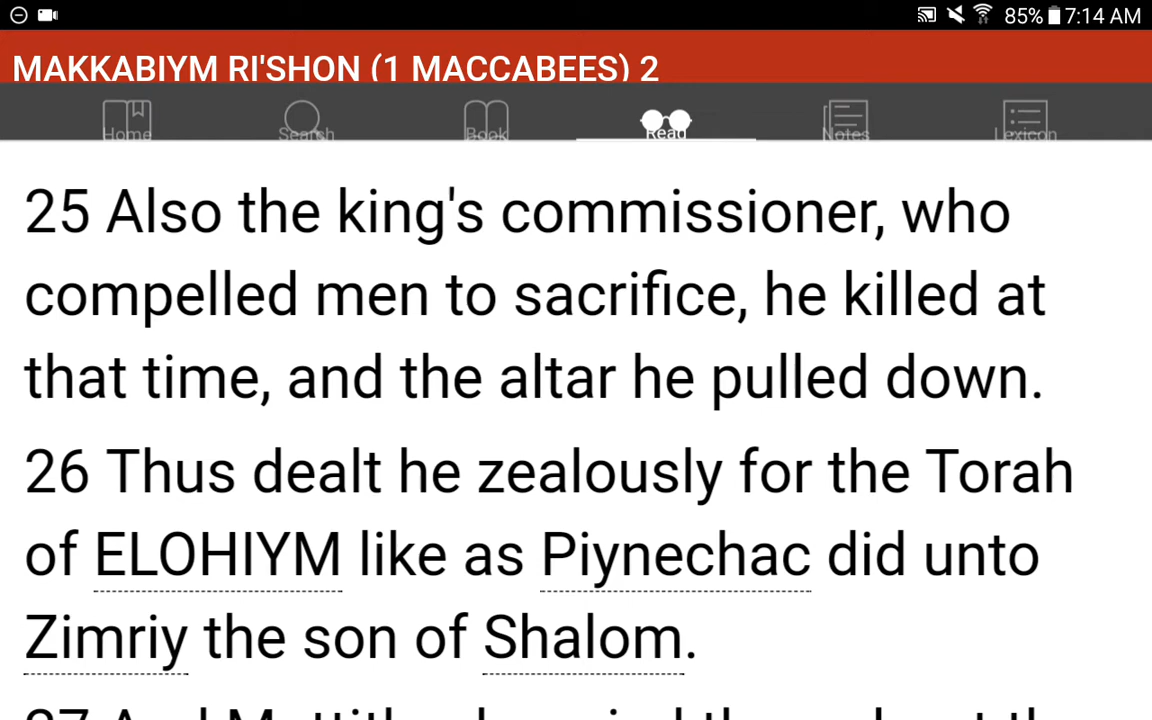 85% 7:14 AM
MAKKABIYM RI'SHON (1 MACCABEES) 2
Home Search Book Read Notes Lexicon
25 Also the king's commissioner, who
compelled men to sacrifice, he killed at
that time, and the altar he pulled down.
26 Thus dealt he zealously for the Torah
of ELOHIYM like as Piynechac did unto
Zimriy the son of Shalom.